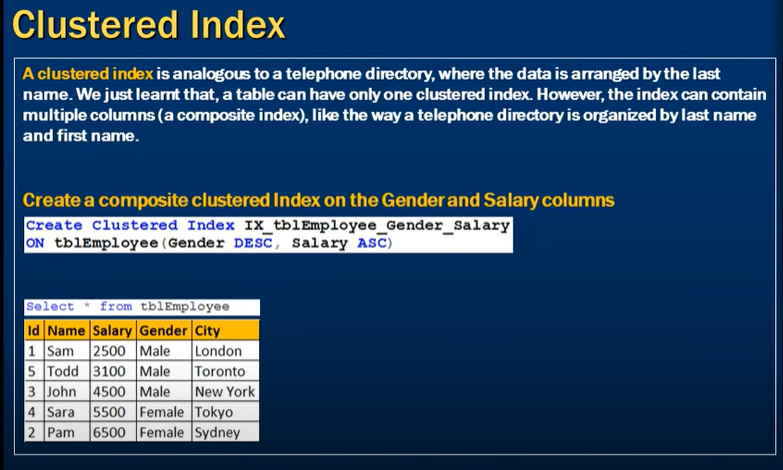 Clustered Index
A clustered index is analogous to a telephone directory, where the data is arranged by the last
name. We just learnt that, a table can have only one clustered index. However, the index can contain
multiple columns (a composite index), like the way a telephone directory is organized by last name
and first name.
Create a composite clustered Index on the Gender and Salary columns
Create Clustered Index IX_tblEmployee_Gender_Salary
ON tblEmployee(Gender DESC, Salary ASC)
Select * from tblEmployee
Id Name Salary Gender City
1 Sam 2500 Male London
5 Todd 3100 Male Toronto
3 John 4500 Male New York
4 Sara 5500 Female Tokyo
2 Pam 6500 Female Sydney